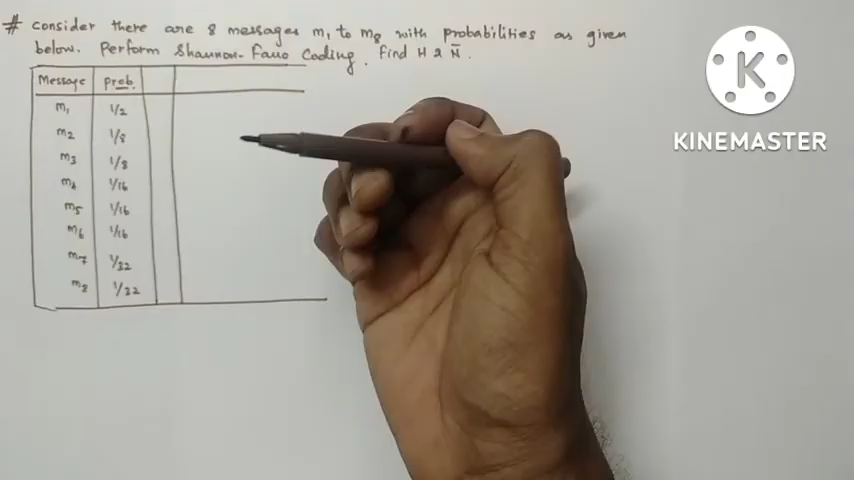 # consider there are 8 messages m1 to m8 with probabilities as given
below. Perform Shannon-Fano Coding. Find H & N̄.
Message Prob.
m1 1/2
m2 1/8
m3 1/8
m4 1/16
m5 1/16
m6 1/16
m7 1/32
m8 1/32
K
KINEMASTER